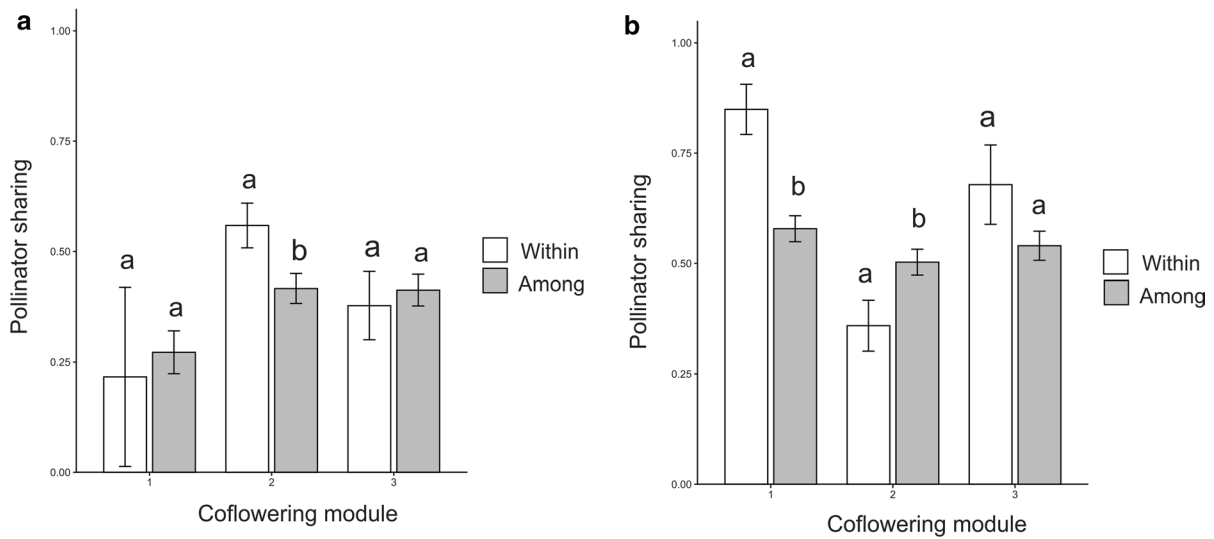 a
1.00
0.75
0.50
0.25
0.00
Pollinator sharing
a
a
a
b
a
a
1
2
3
Coflowering module
Within
Among
b
1.00
0.75
0.50
0.25
0.00
Pollinator sharing
a
b
a
b
a
a
1
2
3
Coflowering module
Within
Among